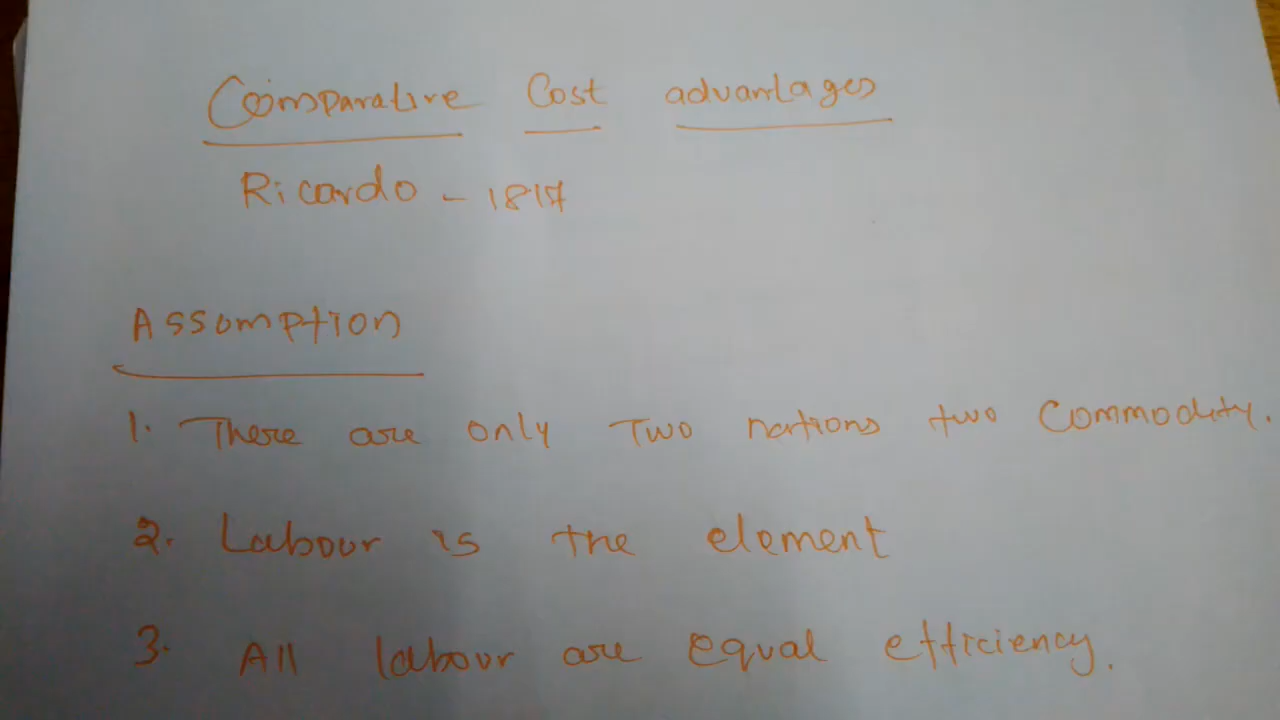 Comparative Cost advantages
Ricardo - 1817
Assomption
1. There are only Two nations two Commodity.
2. Labour is the element
3. All labour are equal efficiency.